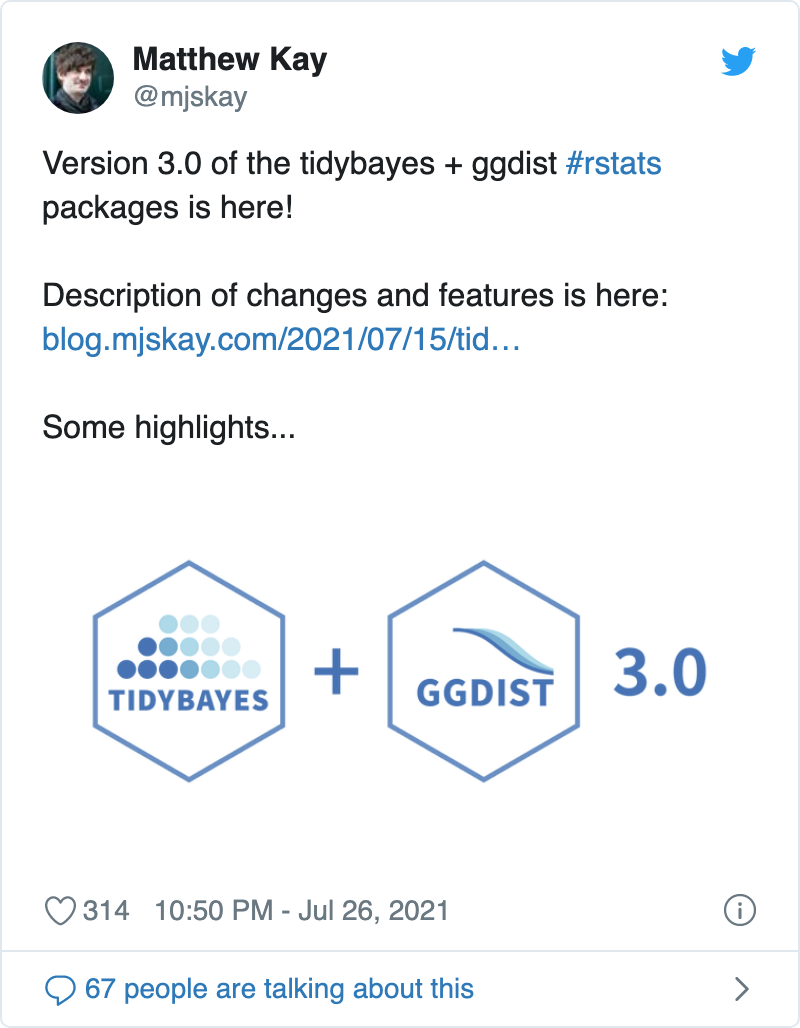 Matthew Kay
@mjskay
Version 3.0 of the tidybayes + ggdist #rstats
packages is here!
Description of changes and features is here:
blog.mjskay.com/2021/07/15/tid…
Some highlights...
TIDYBAYES + GGDIST 3.0
314 10:50 PM - Jul 26, 2021
67 people are talking about this